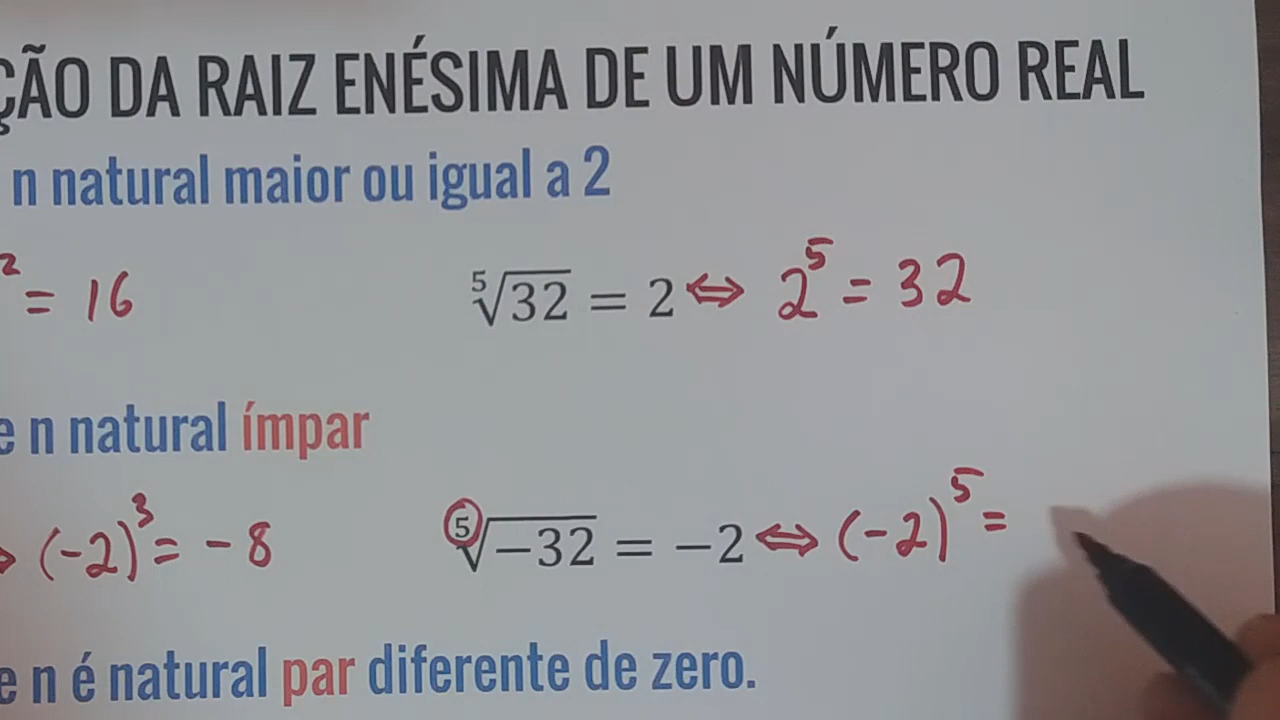 ÇÃO DA RAIZ ENÉSIMA DE UM NÚMERO REAL
n natural maior ou igual a 2
² = 16    ⁵√32 = 2 ⇔ 2⁵ = 32
e n natural ímpar
(-2)³ = -8    ⁵√−32 = −2 ⇔ (-2)⁵ =
e n é natural par diferente de zero.